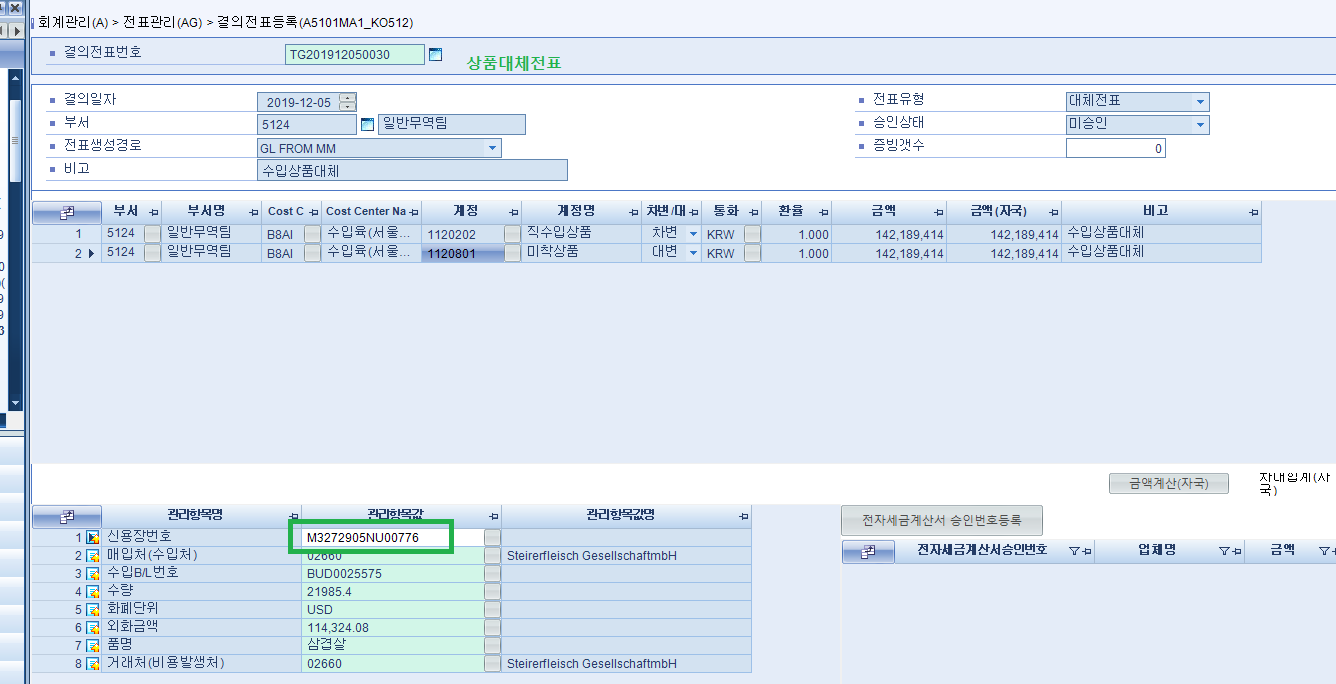 회계관리(A) > 전표관리(AG) > 결의전표등록(A5101MA1_KO512)
결의전표번호 TG201912050030 상품대체전표
결의일자 2019-12-05 전표유형 대체전표
부서 5124 일반무역팀 승인상태 미승인
전표생성경로 GL FROM MM 증빙갯수 0
비고 수입상품대체
부서 부서명 Cost C Cost Center Na 계정 계정명 차변/대 통화 환율 금액 금액(자국) 비고
1 5124 일반무역팀 B8AI 수입육(서울... 1120202 직수입상품 차변 KRW 1.000 142,189,414 142,189,414 수입상품대체
2 5124 일반무역팀 B8AI 수입육(서울... 1120801 미착상품 대변 KRW 1.000 142,189,414 142,189,414 수입상품대체
금액계산(자국)
국)
관리항목명 관리항목값 관리항목값명
전자세금계산서 승인번호등록
1 신용장번호 M3272905NU00776
전자세금계산서승인번호 업체명 금액
2 매입처(수입처) 02660 Steirerfleisch GesellschaftmbH
3 수입B/L번호 BUD0025575
4 수량 21985.4
5 화폐단위 USD
6 외화금액 114,324.08
7 품명 삼겹살
8 거래처(비용발생처) 02660 Steirerfleisch GesellschaftmbH